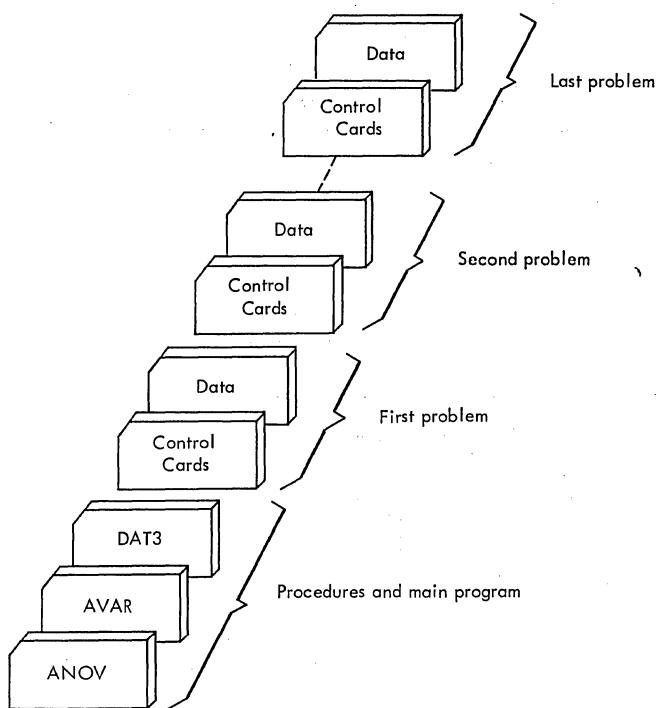 Data
Last problem
Control
Cards
Data
Second problem
Control
Cards
Data
First problem
Control
Cards
DAT3
Procedures and main program
AVAR
ANOV